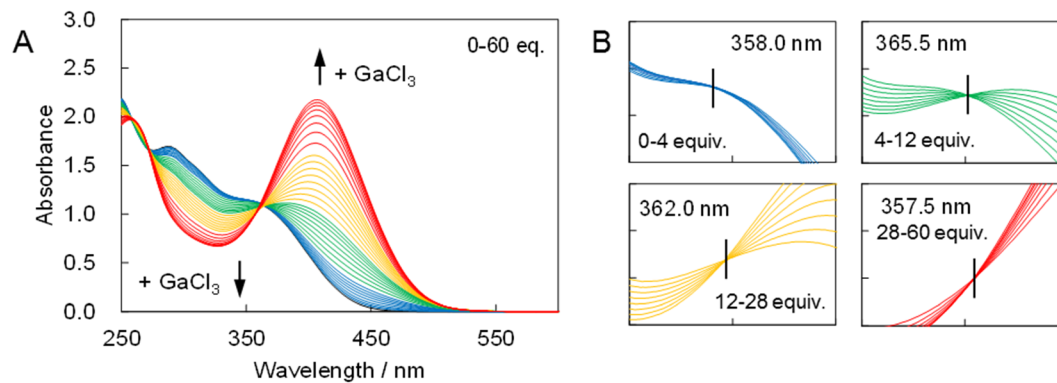 A
3.0
2.5
2.0
1.5
1.0
0.5
0.0
Absorbance
250
350
450
550
Wavelength / nm
0-60 eq.
+ GaCl₃
+ GaCl₃
B
358.0 nm
0-4 equiv.
365.5 nm
4-12 equiv.
362.0 nm
12-28 equiv.
357.5 nm
28-60 equiv.